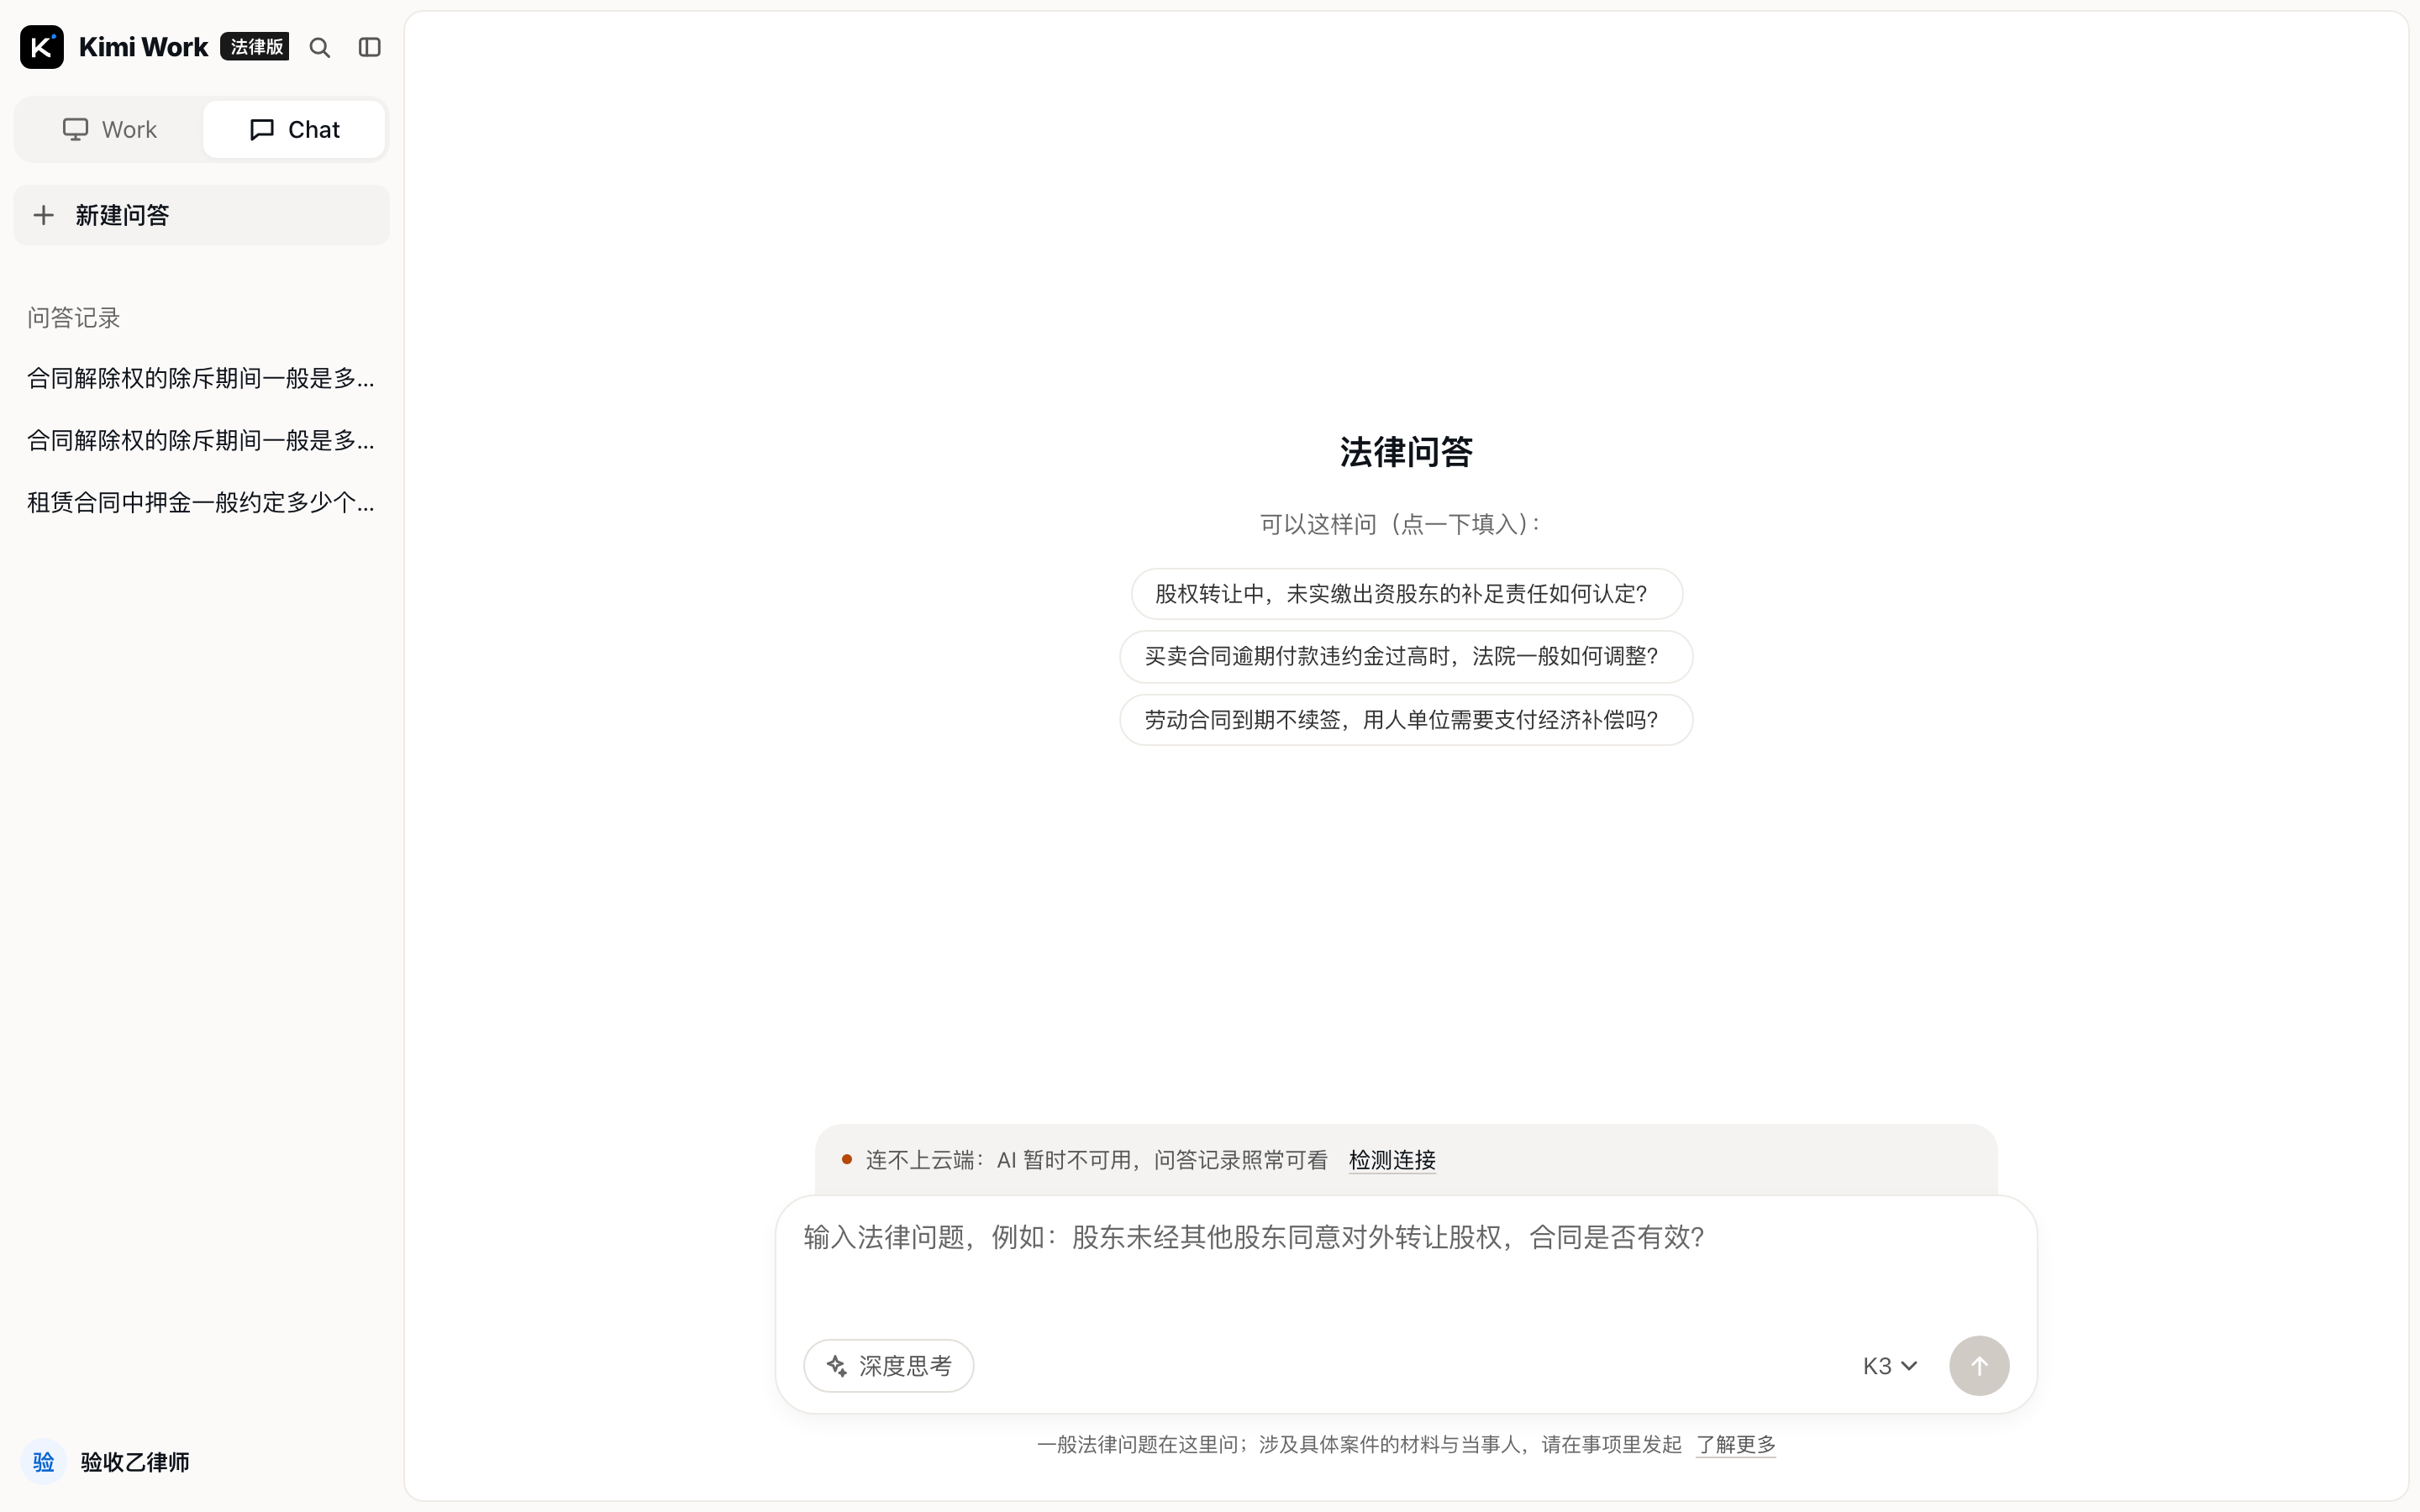 Kimi Work 法律版
Work
Chat
新建问答
问答记录
合同解除权的除斥期间一般是多...
合同解除权的除斥期间一般是多...
租赁合同中押金一般约定多少个...
验 验收乙律师
法律问答
可以这样问（点一下填入）：
股权转让中，未实缴出资股东的补足责任如何认定？
买卖合同逾期付款违约金过高时，法院一般如何调整？
劳动合同到期不续签，用人单位需要支付经济补偿吗？
连不上云端：AI 暂时不可用，问答记录照常可看 检测连接
输入法律问题，例如：股东未经其他股东同意对外转让股权，合同是否有效？
深度思考
K3
一般法律问题在这里问；涉及具体案件的材料与当事人，请在事项里发起 了解更多